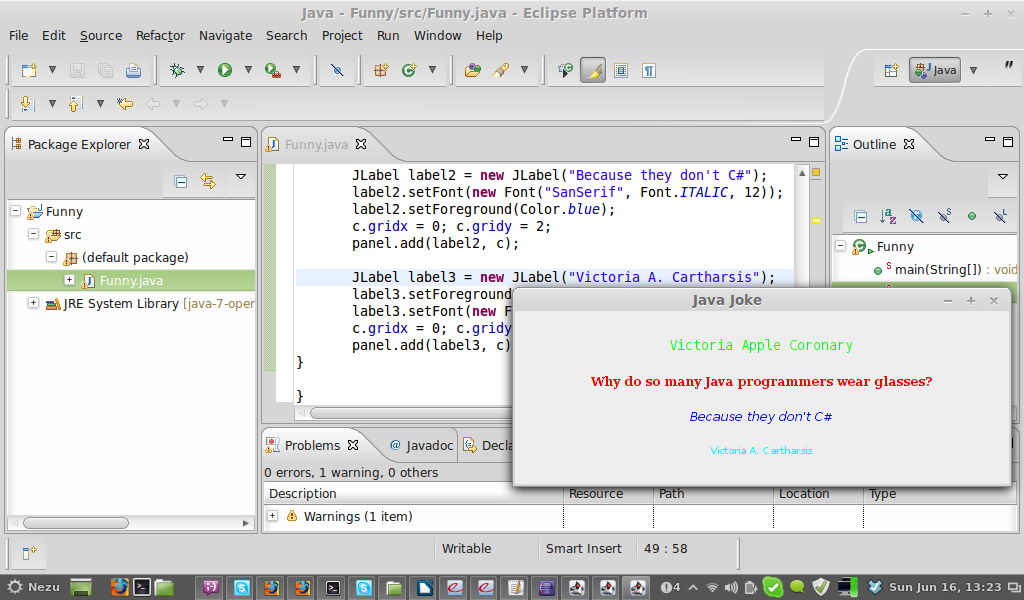 Java - Funny/src/Funny.java - Eclipse Platform
File Edit Source Refactor Navigate Search Project Run Window Help
Java
Package Explorer
Funny.java
Outline
Funny
src
(default package)
Funny.java
JRE System Library [java-7-oper
JLabel label2 = new JLabel("Because they don't C#");
label2.setFont(new Font("SanSerif", Font.ITALIC, 12));
label2.setForeground(Color.blue);
c.gridx = 0; c.gridy = 2;
panel.add(label2, c);
JLabel label3 = new JLabel("Victoria A. Cartharsis");
label3.setForeground
label3.setFont(new F
c.gridx = 0; c.gridy
panel.add(label3, c)
}
}
Funny
main(String[]) : void
Java Joke
Victoria Apple Coronary
Why do so many Java programmers wear glasses?
Because they don't C#
Victoria A. Cartharsis
Problems
@ Javadoc
Decla
0 errors, 1 warning, 0 others
Description Resource Path Location Type
Warnings (1 item)
Writable Smart Insert 49 : 58
Nezu
4
Sun Jun 16, 13:23